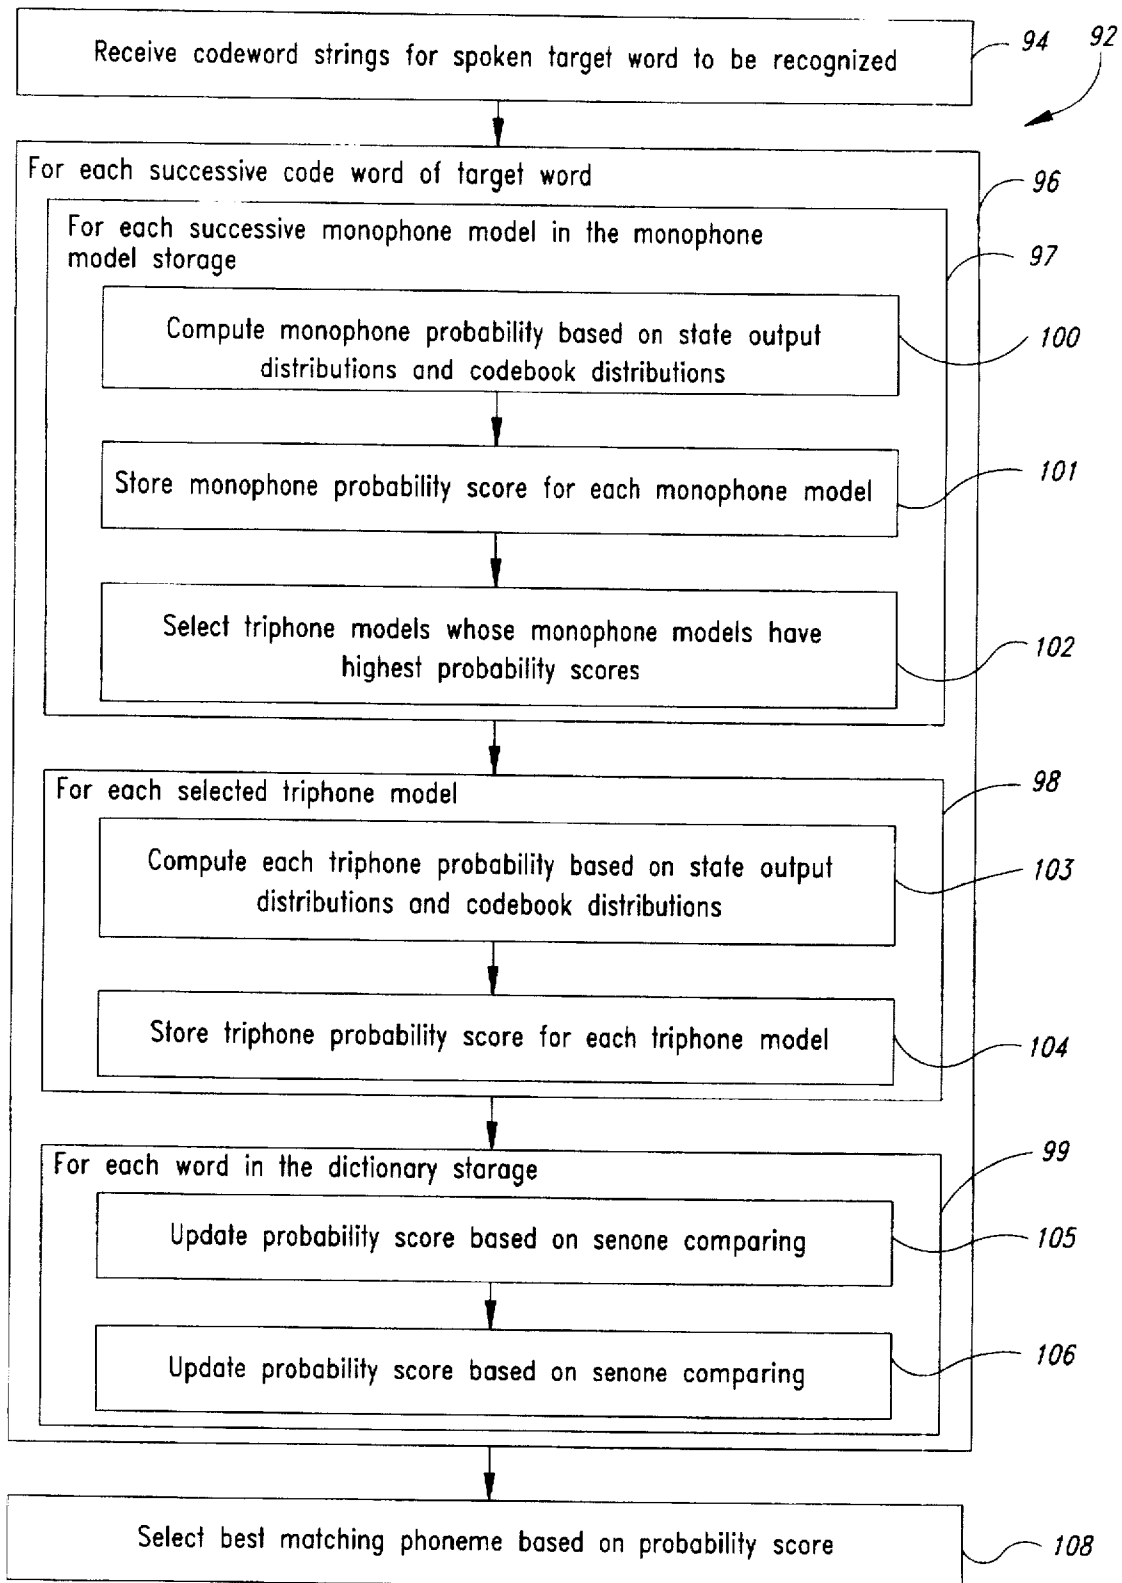 Receive codeword strings for spoken target word to be recognized
94
92
For each successive code word of target word
96
For each successive monophone model in the monophone
model storage
97
Compute monophone probability based on state output
distributions and codebook distributions
100
Store monophone probability score for each monophone model
101
Select triphone models whose monophone models have
highest probability scores
102
For each selected triphone model
98
Compute each triphone probability based on state output
distributions and codebook distributions
103
Store triphone probability score for each triphone model
104
For each word in the dictionary starage
99
Update probability score based on senone comparing
105
Update probability score based on senone comparing
106
Select best matching phoneme based on probability score
108